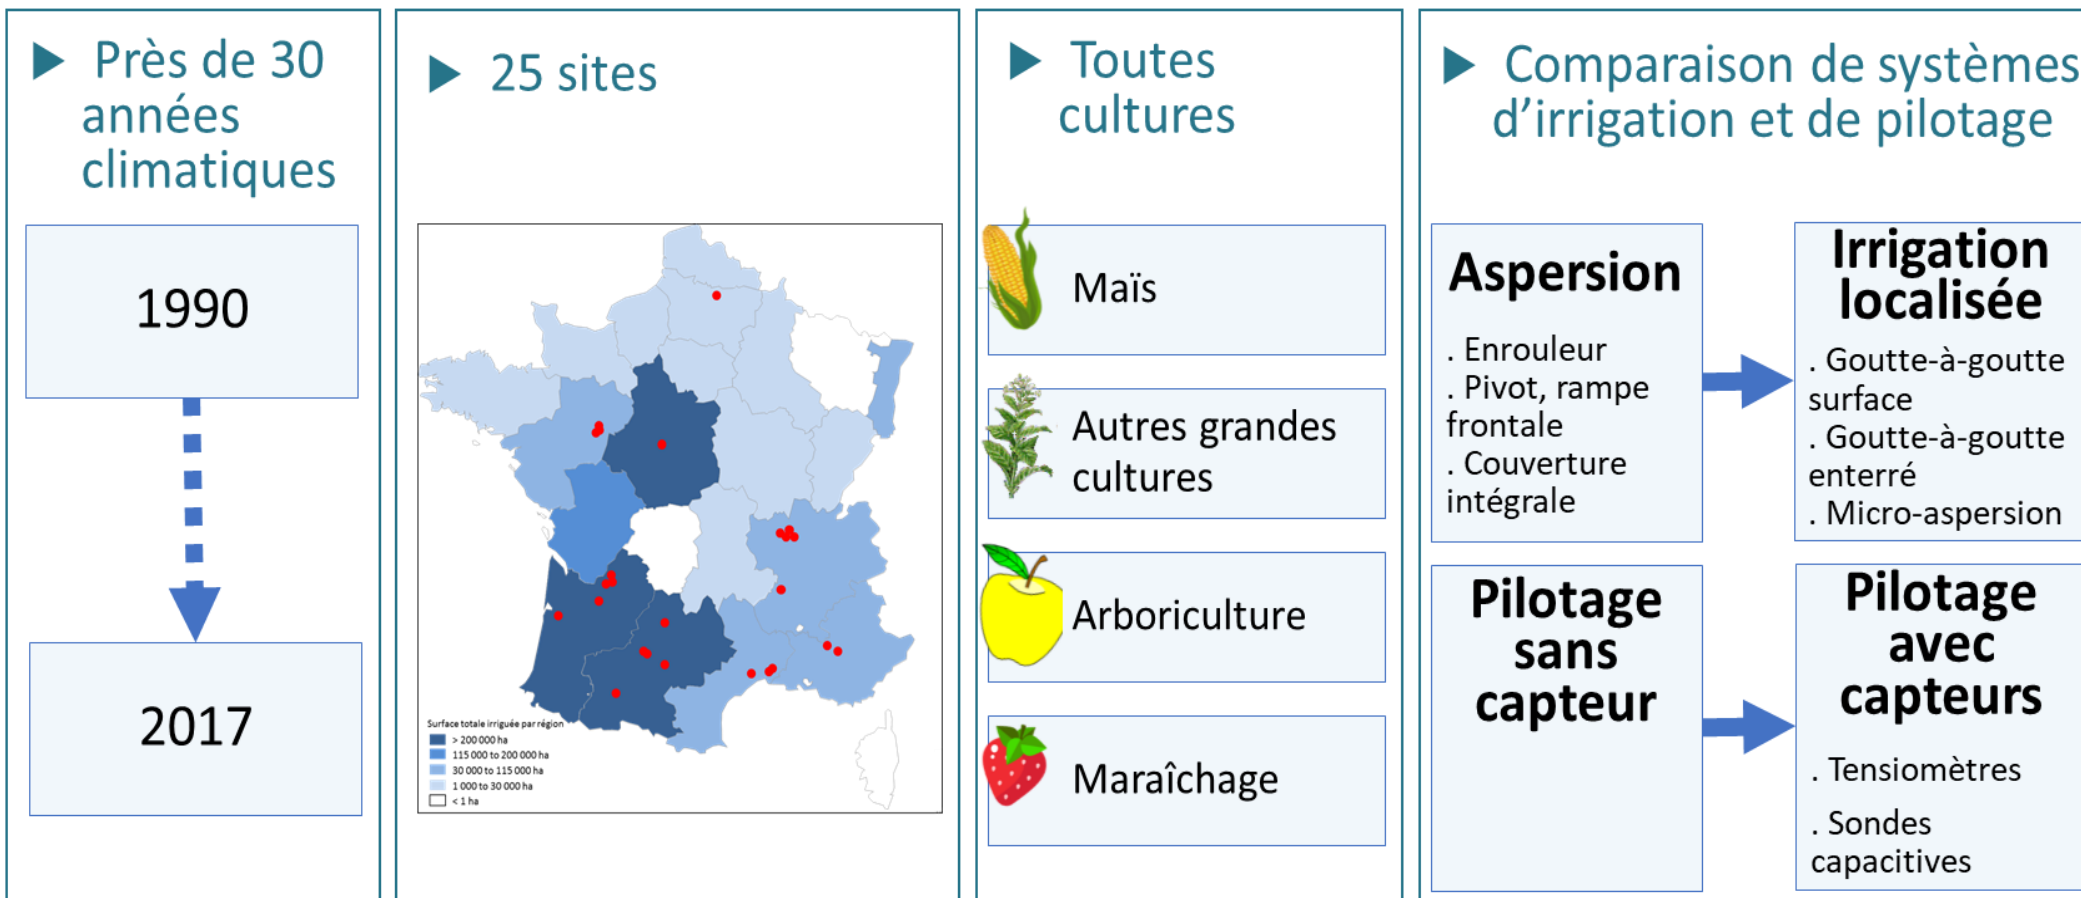 Près de 30
années
climatiques
1990
2017
25 sites
Surface totale irriguée par région
> 200 000 ha
115 000 to 200 000 ha
30 000 to 115 000 ha
1 000 to 30 000 ha
< 1 ha
Toutes
cultures
Maïs
Autres grandes
cultures
Arboriculture
Maraîchage
Comparaison de systèmes
d’irrigation et de pilotage
Aspersion
. Enrouleur
. Pivot, rampe
frontale
. Couverture
intégrale
Irrigation
localisée
. Goutte-à-goutte
surface
. Goutte-à-goutte
enterré
. Micro-aspersion
Pilotage
sans
capteur
Pilotage
avec
capteurs
. Tensiomètres
. Sondes
capacitives